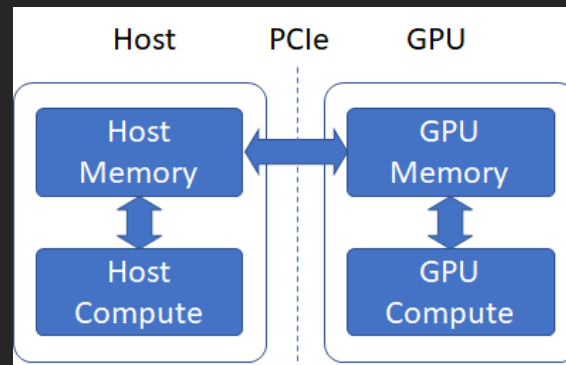 Host PCIe GPU
Host
Memory
GPU
Memory
Host
Compute
GPU
Compute